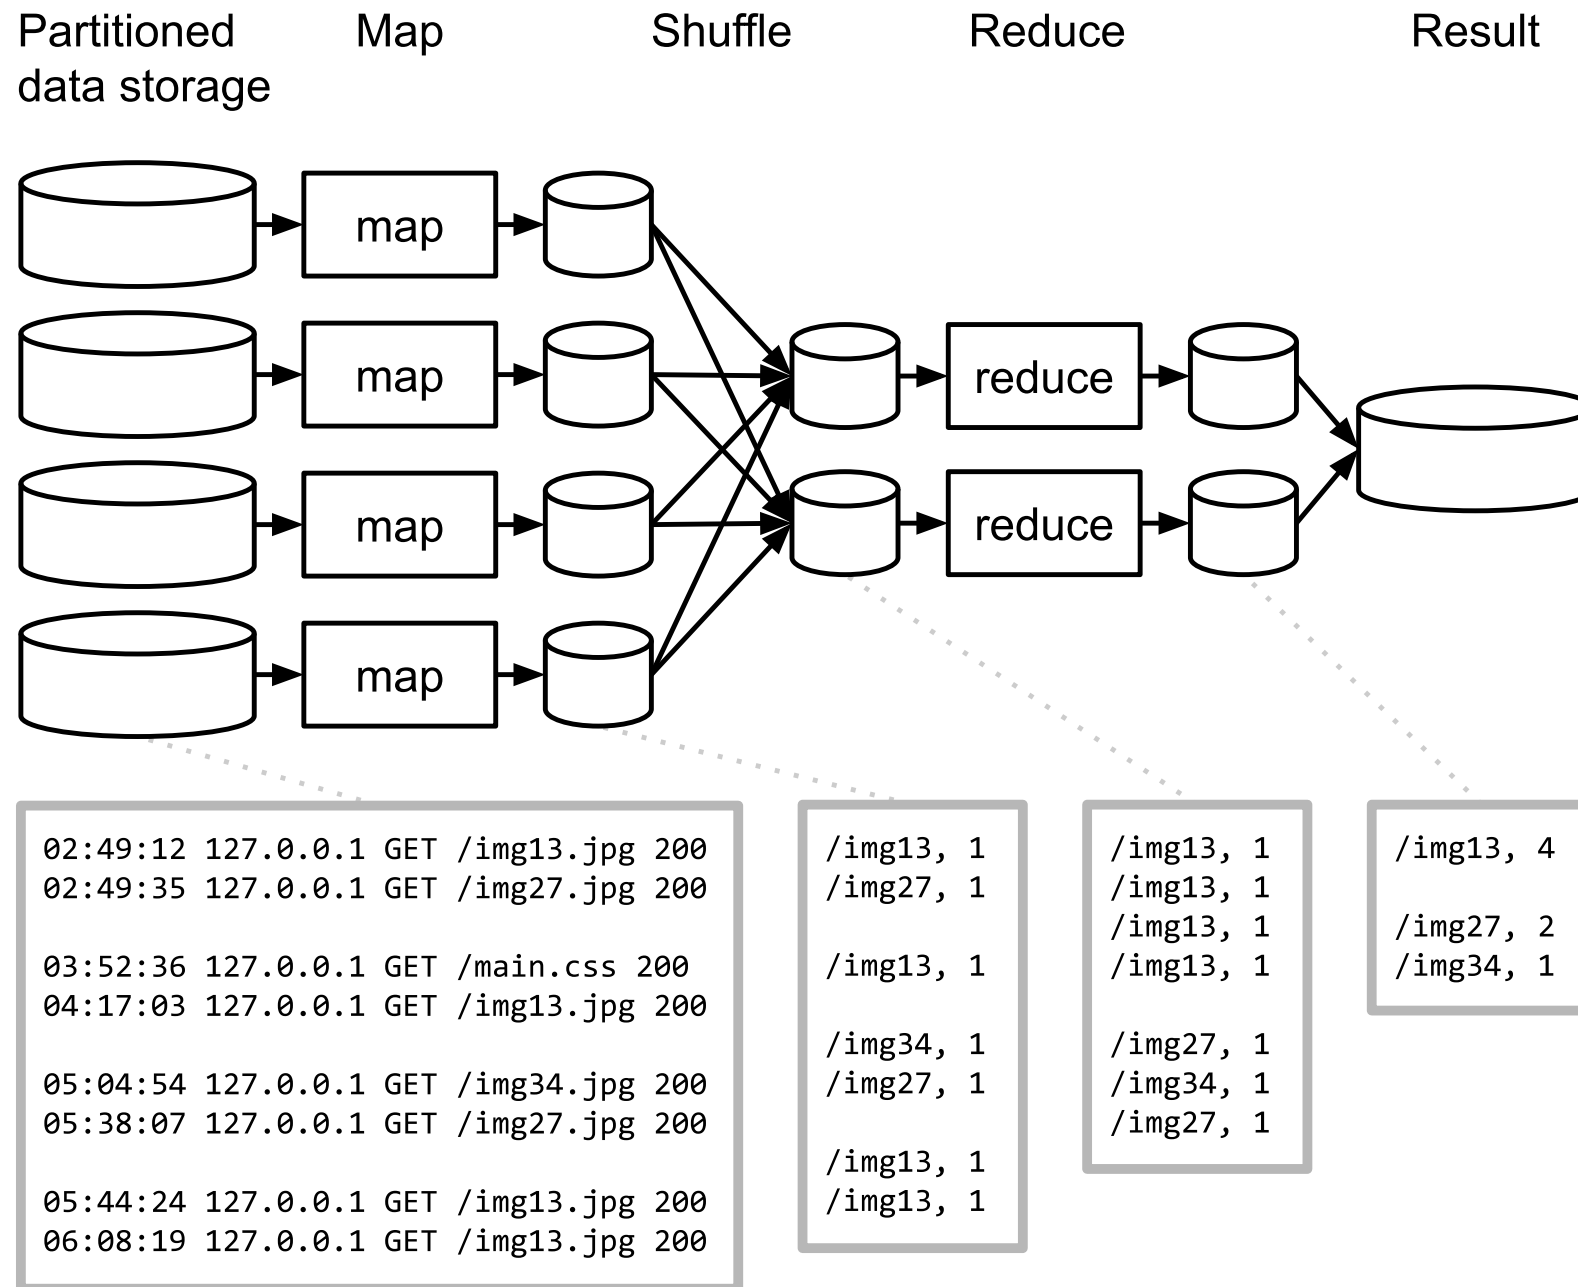 Partitioned
data storage
Map
Shuffle
Reduce
Result
map
map
reduce
map
reduce
map
02:49:12 127.0.0.1 GET /img13.jpg 200
02:49:35 127.0.0.1 GET /img27.jpg 200
03:52:36 127.0.0.1 GET /main.css 200
04:17:03 127.0.0.1 GET /img13.jpg 200
05:04:54 127.0.0.1 GET /img34.jpg 200
05:38:07 127.0.0.1 GET /img27.jpg 200
05:44:24 127.0.0.1 GET /img13.jpg 200
06:08:19 127.0.0.1 GET /img13.jpg 200
/img13, 1
/img27, 1
/img13, 1
/img34, 1
/img27, 1
/img13, 1
/img13, 1
/img13, 1
/img13, 1
/img13, 1
/img13, 1
/img27, 1
/img34, 1
/img27, 1
/img13, 4
/img27, 2
/img34, 1